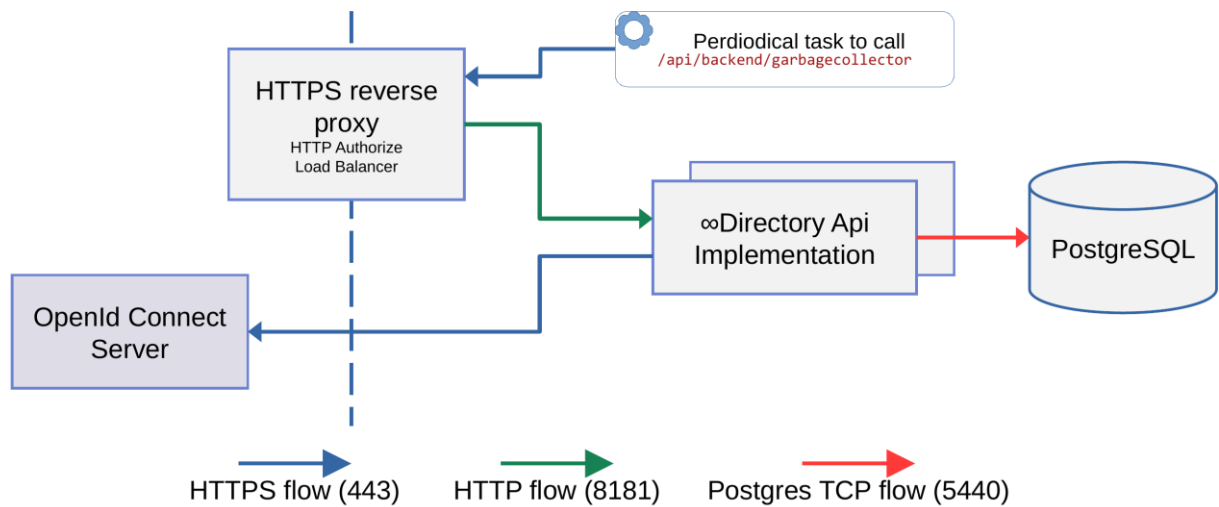 Perdiodical task to call
/api/backend/garbagecollector
HTTPS reverse
proxy
HTTP Authorize
Load Balancer
∞Directory Api
Implementation
PostgreSQL
OpenId Connect
Server
HTTPS flow (443)
HTTP flow (8181)
Postgres TCP flow (5440)